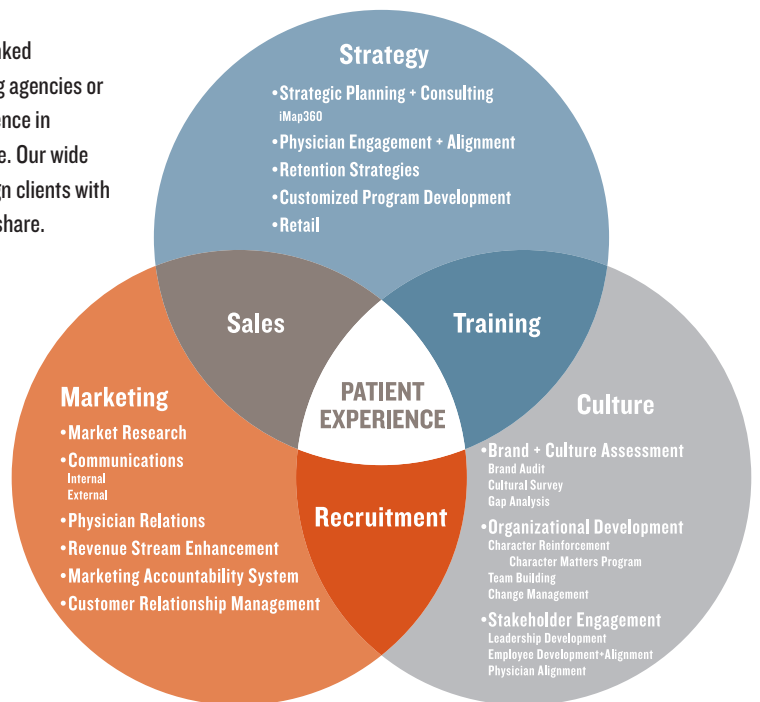 ked
g agencies or
ence in
e. Our wide
gn clients with
share.
Strategy
•Strategic Planning + Consulting
iMap360
•Physician Engagement + Alignment
•Retention Strategies
•Customized Program Development
•Retail
Sales
Training
PATIENT
EXPERIENCE
Marketing
•Market Research
•Communications
Internal
External
•Physician Relations
•Revenue Stream Enhancement
•Marketing Accountability System
•Customer Relationship Management
Recruitment
Culture
•Brand + Culture Assessment
Brand Audit
Cultural Survey
Gap Analysis
•Organizational Development
Character Reinforcement
Character Matters Program
Team Building
Change Management
•Stakeholder Engagement
Leadership Development
Employee Development+Alignment
Physician Alignment